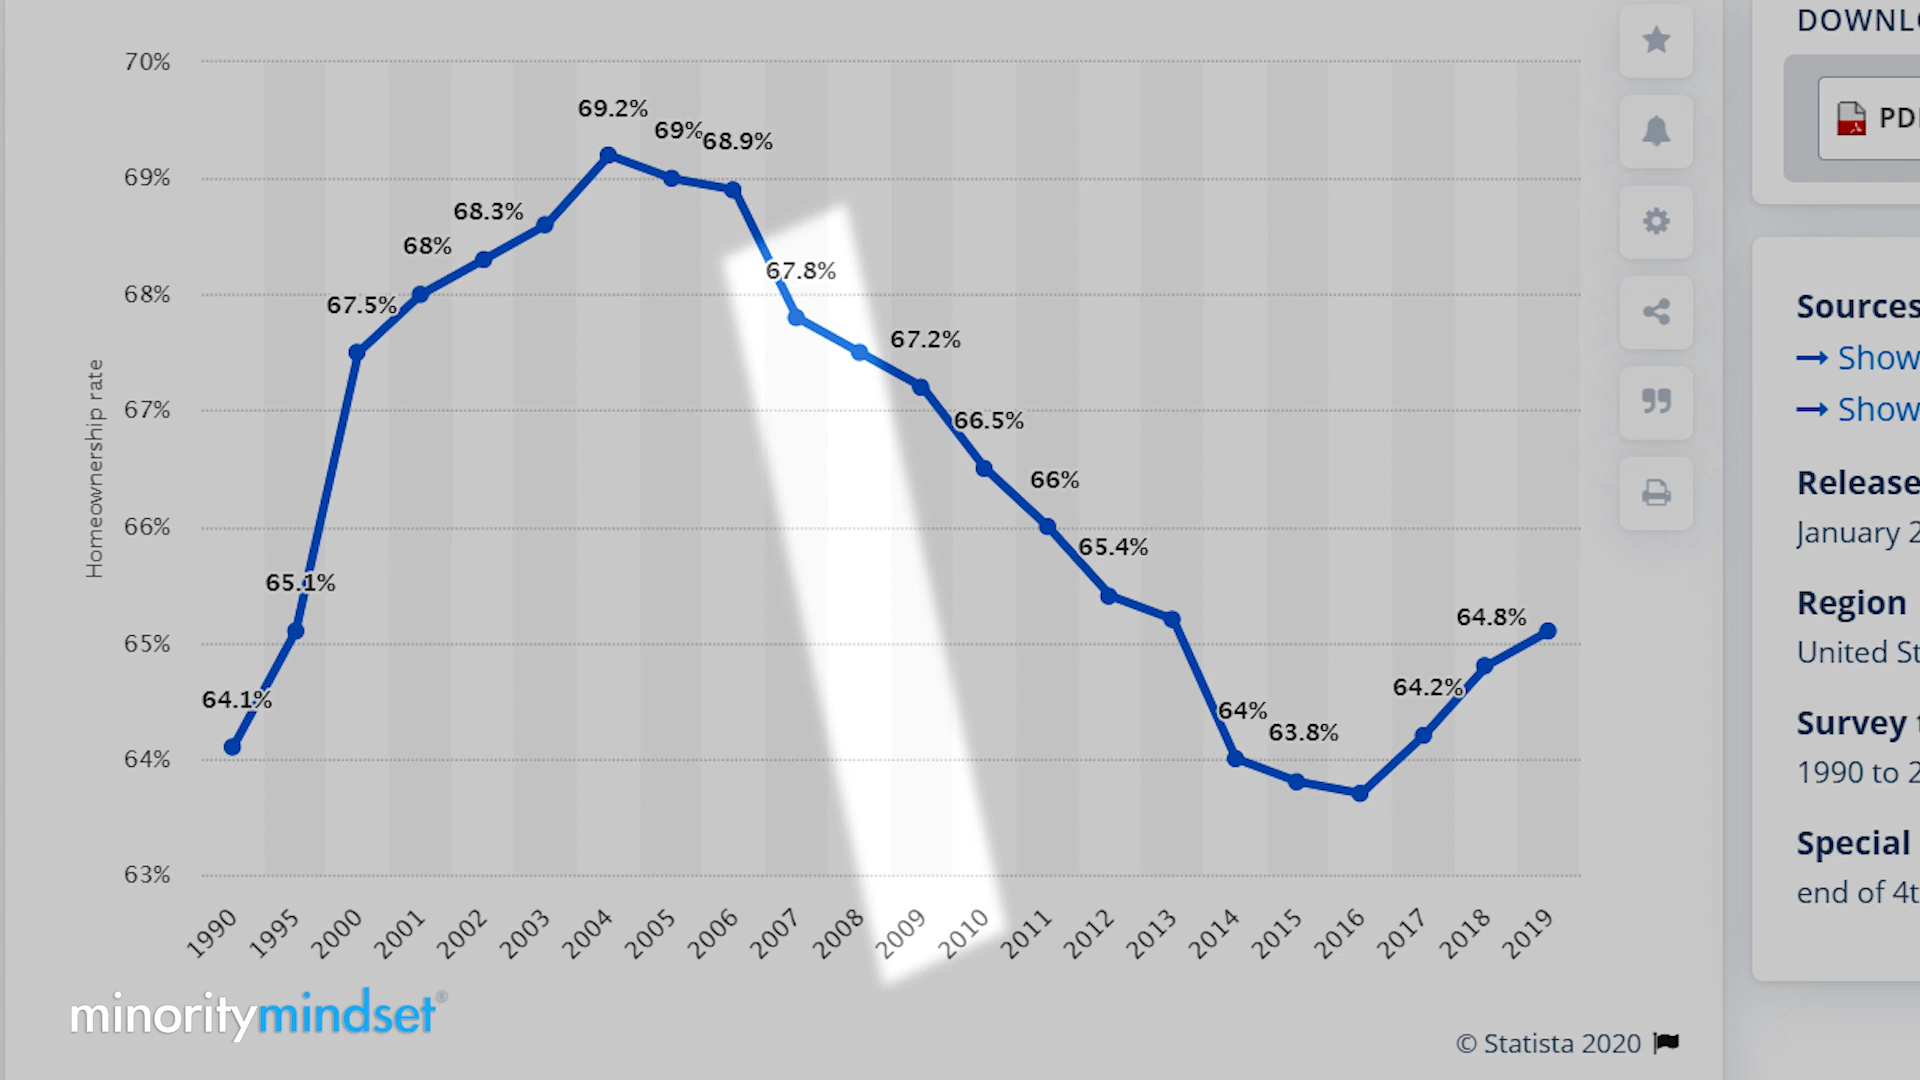 70%
69%
68%
67%
66%
65%
64%
63%
Homeownership rate
64.1%
65.1%
67.5%
68%
68.3%
69.2%
69%
68.9%
67.8%
67.2%
66.5%
66%
65.4%
64%
63.8%
64.2%
64.8%
1990 1995 2000 2001 2002 2003 2004 2005 2006 2007 2008 2009 2010 2011 2012 2013 2014 2015 2016 2017 2018 2019
minoritymindset®
© Statista 2020
DOWNLO
PDF
Sources
Show
Show
Release
January 2
Region
United St
Survey t
1990 to 2
Special
end of 4t